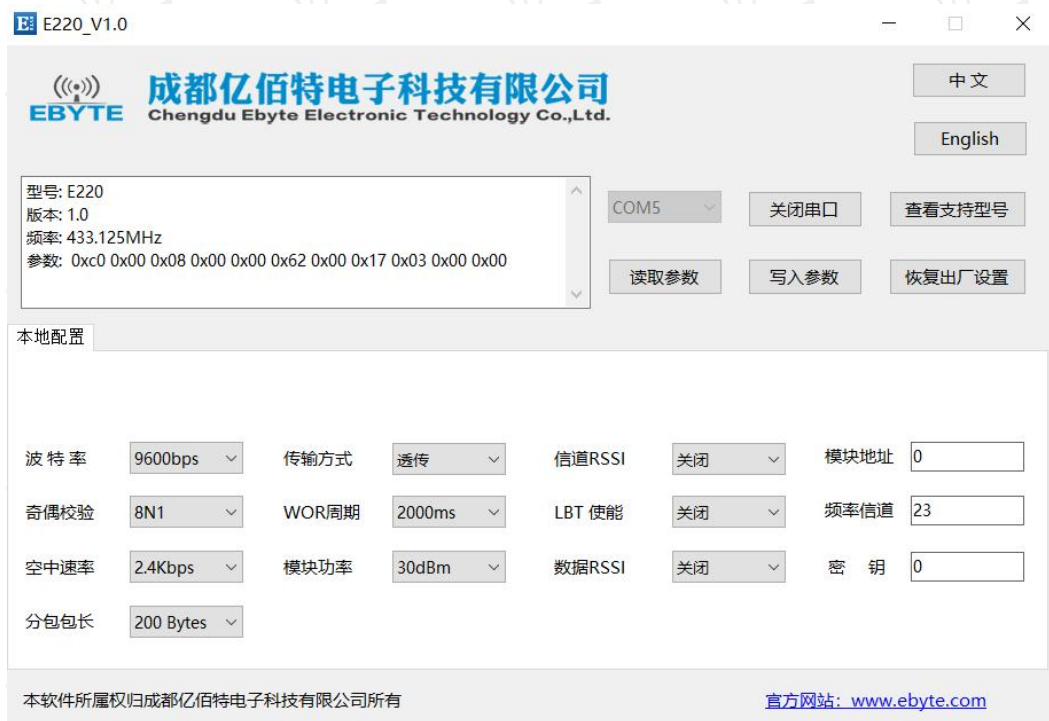 E220_V1.0
EBYTE
成都亿佰特电子科技有限公司
Chengdu Ebyte Electronic Technology Co.,Ltd.
中 文
English
型号: E220
版本: 1.0
频率: 433.125MHz
参数: 0xc0 0x00 0x08 0x00 0x00 0x62 0x00 0x17 0x03 0x00 0x00
COM5 关闭串口 查看支持型号
读取参数 写入参数 恢复出厂设置
本地配置
波 特 率 9600bps 传输方式 透传 信道RSSI 关闭 模块地址 0
奇偶校验 8N1 WOR周期 2000ms LBT 使能 关闭 频率信道 23
空中速率 2.4Kbps 模块功率 30dBm 数据RSSI 关闭 密 钥 0
分包包长 200 Bytes
本软件所属权归成都亿佰特电子科技有限公司所有 官方网站：www.ebyte.com